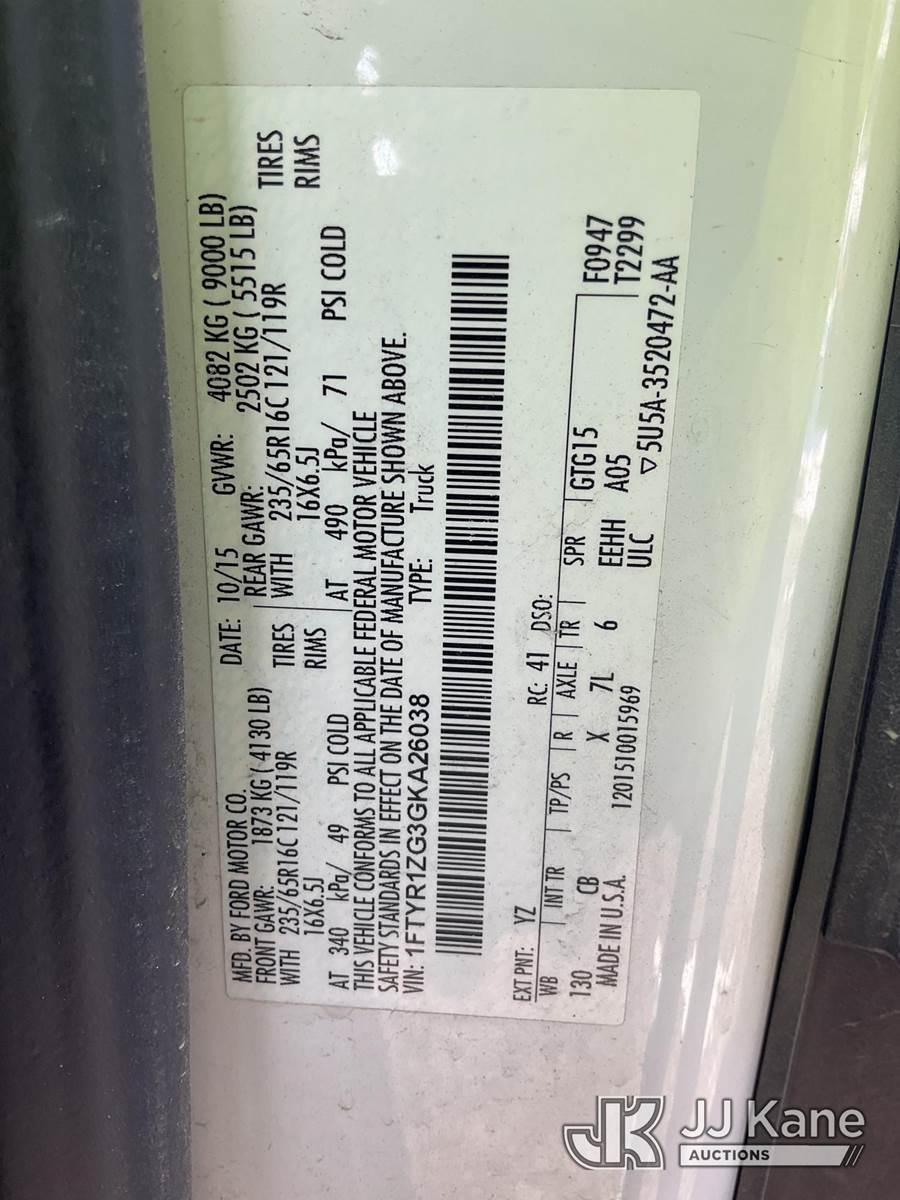 MFD. BY FORD MOTOR CO. DATE: 10/15 GVWR: 4082 KG ( 9000 LB)
FRONT GAWR: 1873 KG ( 4130 LB) REAR GAWR: 2502 KG ( 5515 LB)
WITH 235/65R16C 121/119R TIRES WITH 235/65R16C 121/119R TIRES
16X6.5J RIMS 16X6.5J RIMS
AT 340 kPa/ 49 PSI COLD AT 490 kPa/ 71 PSI COLD
THIS VEHICLE CONFORMS TO ALL APPLICABLE FEDERAL MOTOR VEHICLE
SAFETY STANDARDS IN EFFECT ON THE DATE OF MANUFACTURE SHOWN ABOVE.
VIN: 1FTYR1ZG3GKA26038 TYPE: Truck
EXT PNT: YZ RC: 41 DSO:
WB INT TR TP/PS R AXLE TR SPR GTG15 F0947
130 CB X 7L 6 EEHH A05 T2299
MADE IN U.S.A. 120151001 5969 ULC ▽5U5A-3520472-AA
JK JJ Kane
AUCTIONS